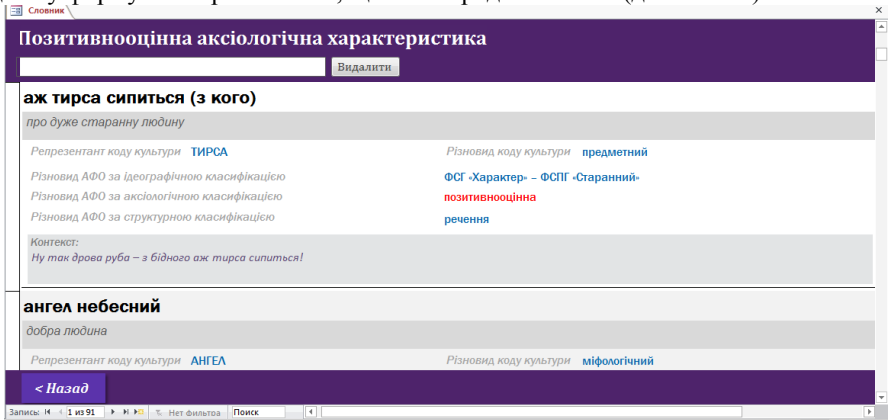 Словник
Позитивнооцінна аксіологічна характеристика
Видалити
аж тирса сипиться (з кого)
про дуже старанну людину
Репрезентант коду культури ТИРСА Різновид коду культури предметний
Різновид АФО за ідеографічною класифікацією ФСГ «Характер» – ФСПГ «Старанний»
Різновид АФО за аксіологічною класифікацією позитивнооцінна
Різновид АФО за структурною класифікацією речення
Контекст:
Ну так дрова руба – з бідного аж тирса сипиться!
ангел небесний
добра людина
Репрезентант коду культури АНГЕЛ Різновид коду культури міфологічний
< Назад
Запись: 1 из 91 Нет фильтра Поиск